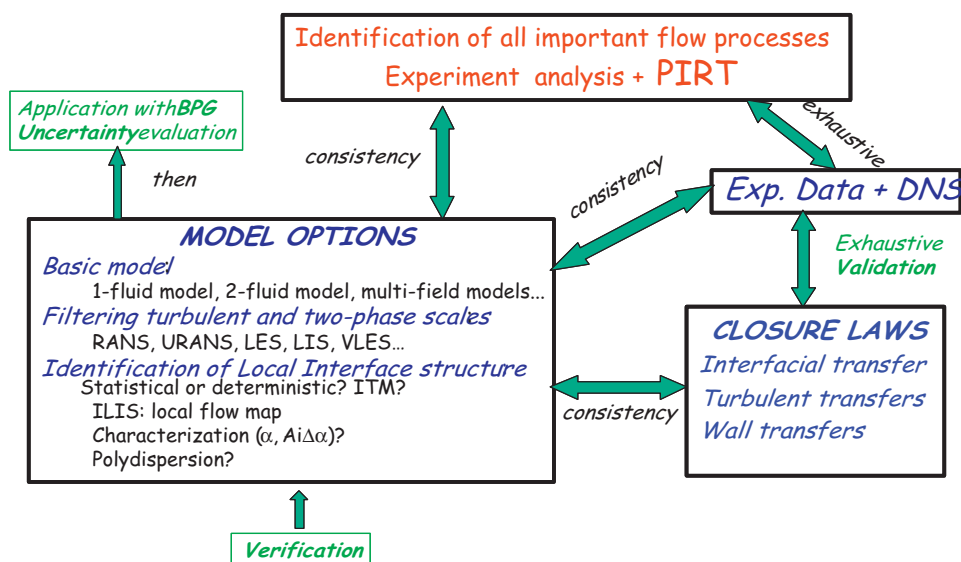 Identification of all important flow processes
Experiment analysis + PIRT
Application withBPG
Uncertaintyevaluation
then
consistency
exhaustive
consistency
Exp. Data + DNS
Exhaustive
Validation
MODEL OPTIONS
Basic model
1-fluid model, 2-fluid model, multi-field models...
Filtering turbulent and two-phase scales
RANS, URANS, LES, LIS, VLES...
Identification of Local Interface structure
Statistical or deterministic? ITM?
ILIS: local flow map
Characterization (α, AiΔα)?
Polydispersion?
consistency
CLOSURE LAWS
Interfacial transfer
Turbulent transfers
Wall transfers
Verification